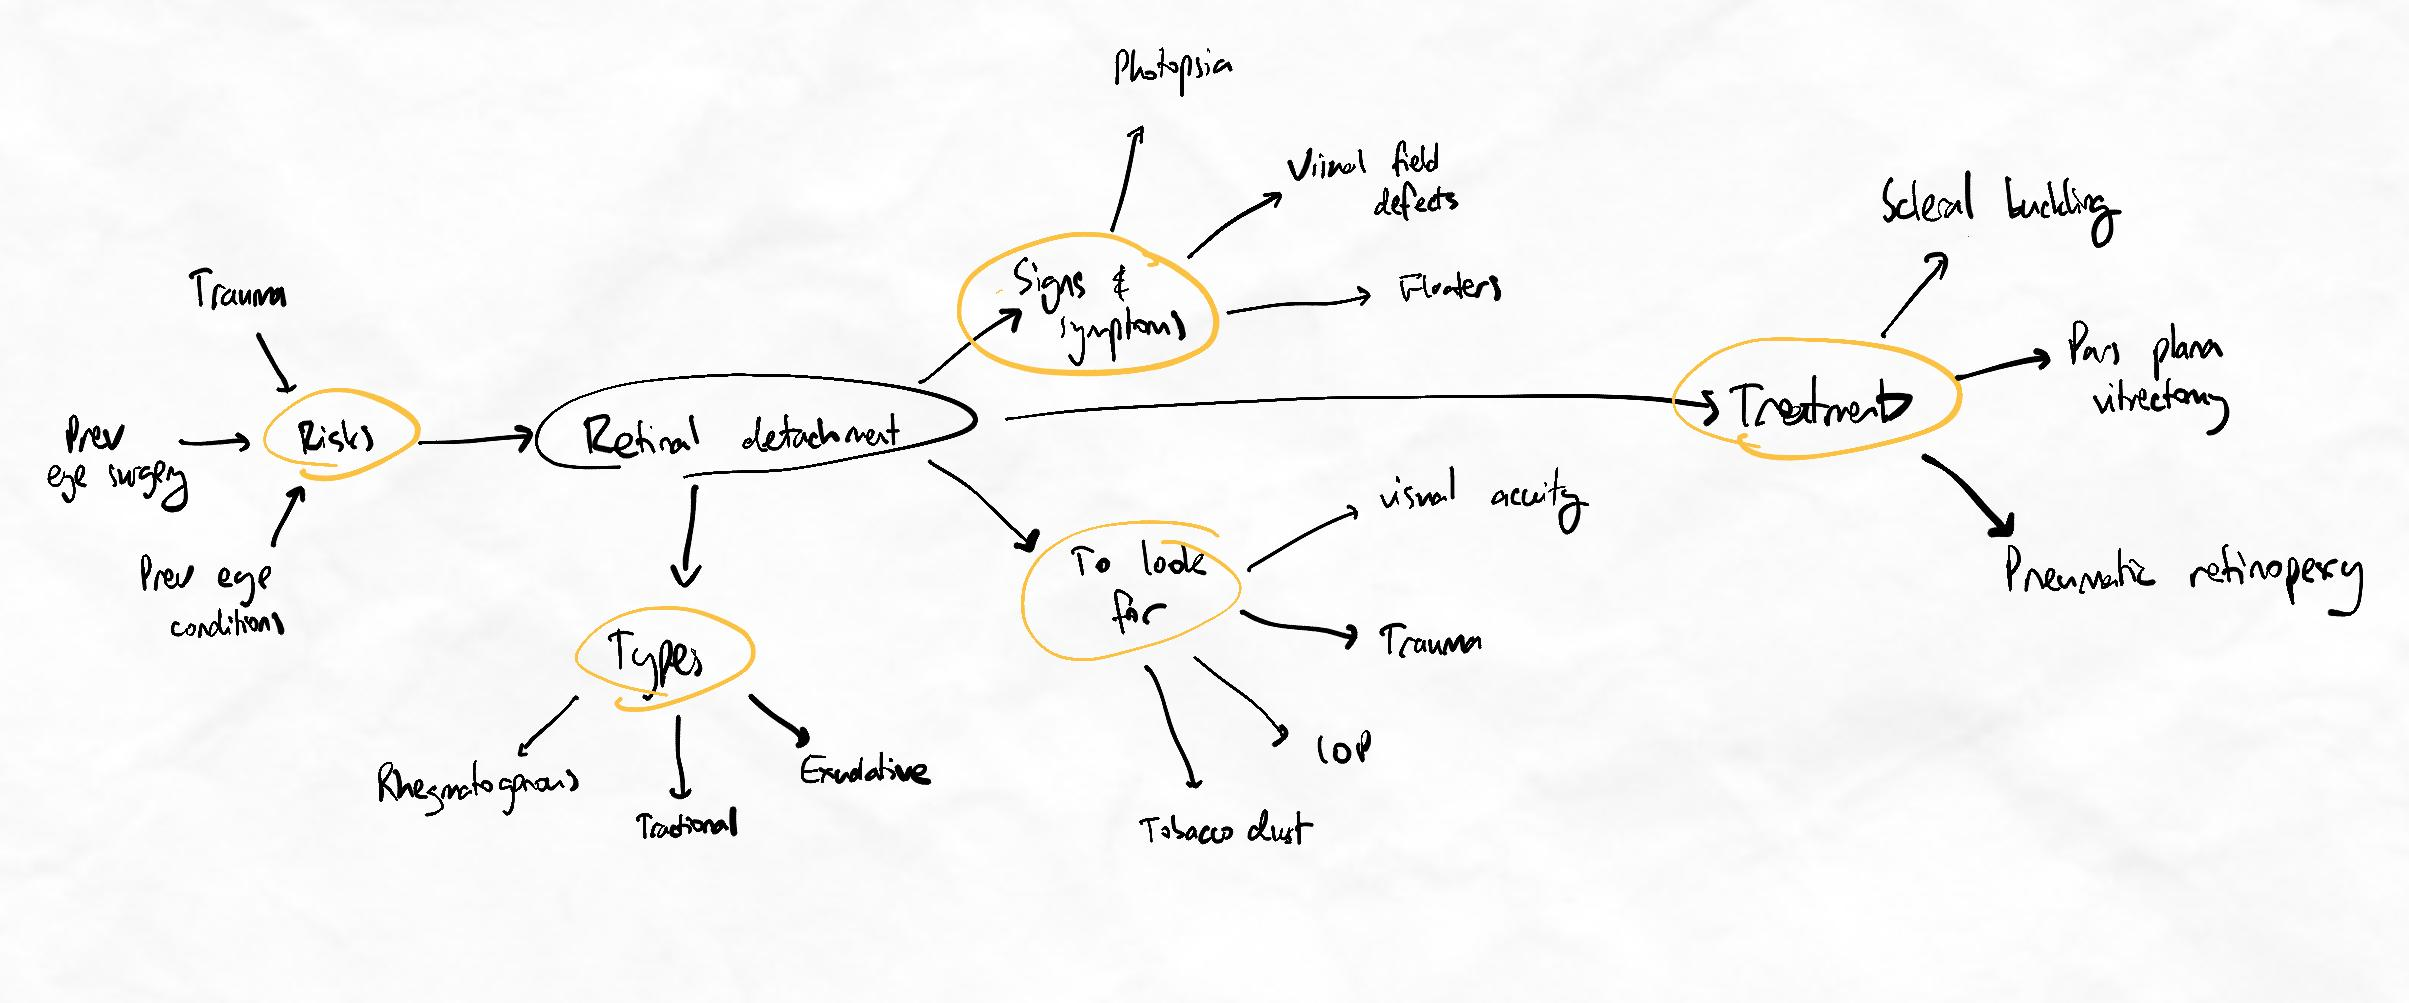 Photopsia
Visual field
defects
Scleral buckling
Signs &
symptoms
Floaters
Trauma
Pars plana
vitrectomy
Treatment
Risks
Retinal detachment
Prev
eye surgery
visual acuity
To look
for
Prev eye
conditions
Pneumatic retinopexy
Types
Trauma
IOP
Rhegmatogenous
Exudative
Tractional
Tobacco dust